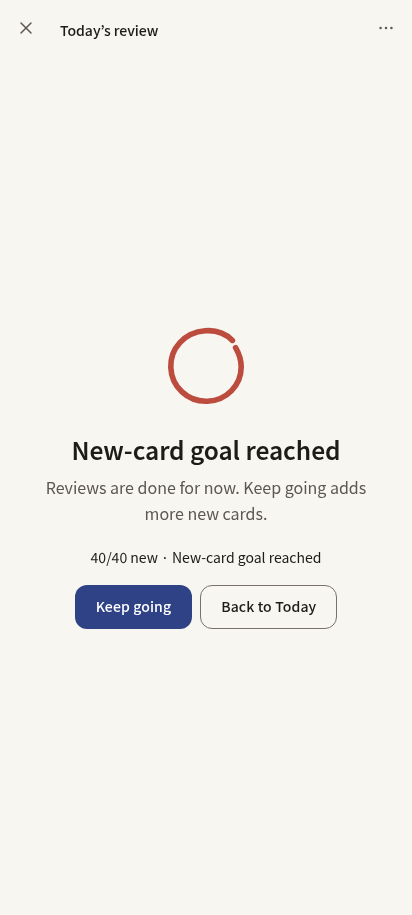 Today’s review
New-card goal reached
Reviews are done for now. Keep going adds
more new cards.
40/40 new · New-card goal reached
Keep going
Back to Today